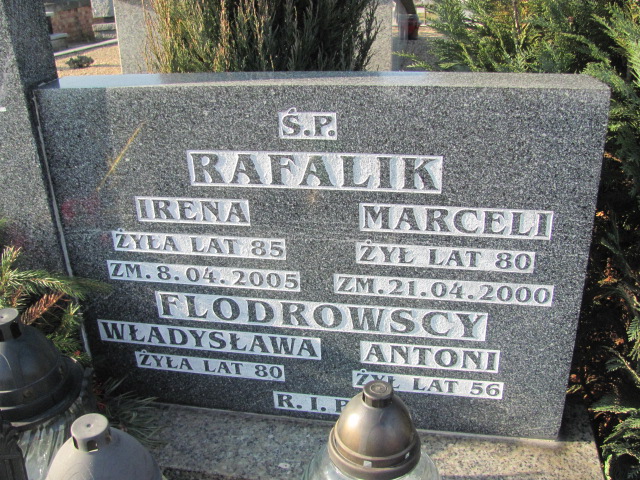 Ś.P.
RAFALIK
IRENA MARCELI
ŻYŁA LAT 85 ŻYŁ LAT 80
ZM. 8.04.2005 ZM. 21.04.2000
FLODROWSCY
WŁADYSŁAWA ANTONI
ŻYŁA LAT 80 ŻYŁ LAT 56
R. I.